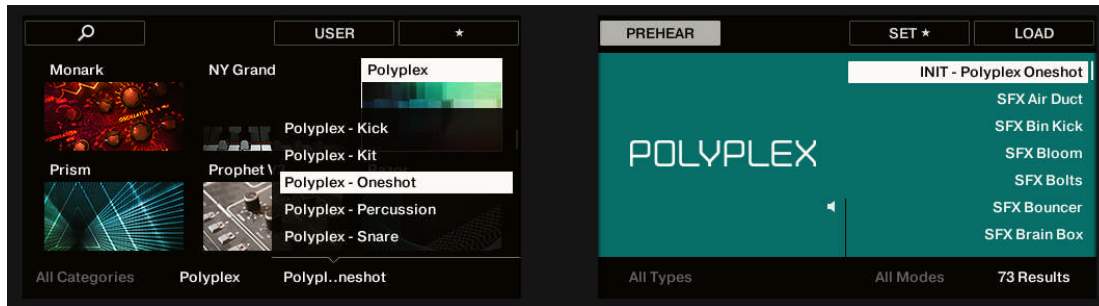 USER
★
Monark
NY Grand
Polyplex
Polyplex - Kick
Polyplex - Kit
Prism
Prophet
Polyplex - Oneshot
Polyplex - Percussion
Polyplex - Snare
All Categories
Polyplex
Polypl..neshot
PREHEAR
SET ★
LOAD
POLYPLEX
INIT - Polyplex Oneshot
SFX Air Duct
SFX Bin Kick
SFX Bloom
SFX Bolts
SFX Bouncer
SFX Brain Box
All Types
All Modes
73 Results